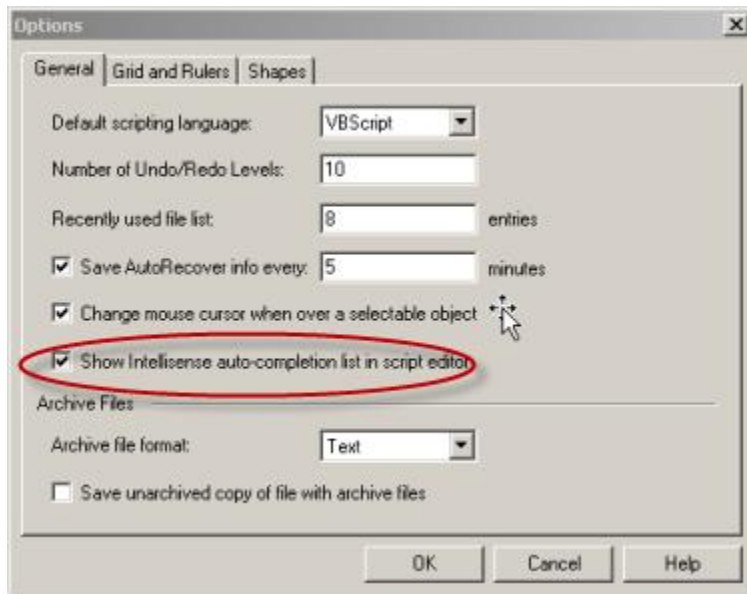 Options
General Grid and Rulers Shapes
Default scripting language: VBScript
Number of Undo/Redo Levels: 10
Recently used file list: 8 entries
Save AutoRecover info every: 5 minutes
Change mouse cursor when over a selectable object
Show Intellisense auto-completion list in script editor
Archive Files
Archive file format: Text
Save unarchived copy of file with archive files
OK Cancel Help